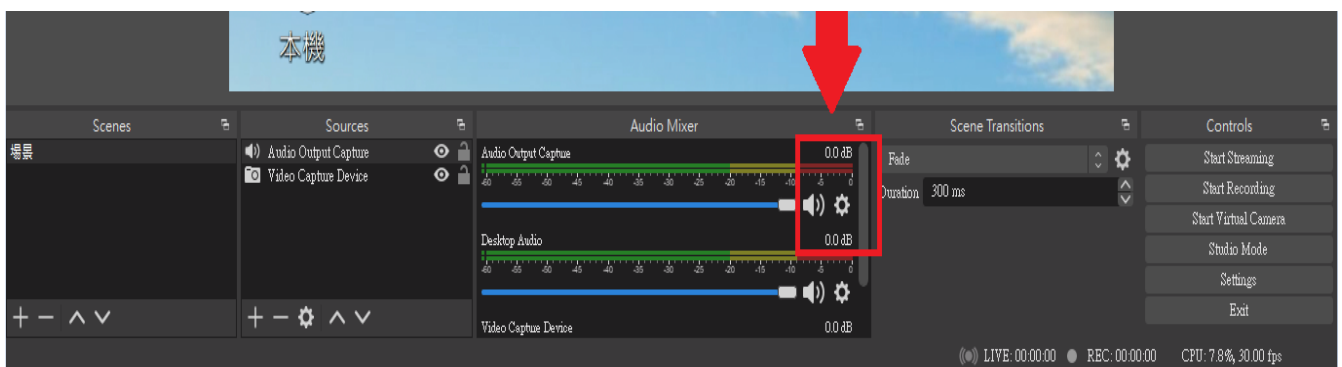 本機
Scenes
場景
Sources
Audio Output Capture
Video Capture Device
Audio Mixer
Audio Output Capture 0.0 dB
-60 -55 -50 -45 -40 -35 -30 -25 -20 -15 -10 -5 0
Desktop Audio 0.0 dB
-60 -55 -50 -45 -40 -35 -30 -25 -20 -15 -10 -5 0
Video Capture Device 0.0 dB
Scene Transitions
Fade
Duration 300 ms
Controls
Start Streaming
Start Recording
Start Virtual Camera
Studio Mode
Settings
Exit
LIVE: 00:00:00 REC: 00:00:00 CPU: 7.8%, 30.00 fps